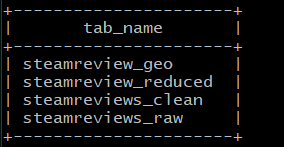 +-----------------------+
|       tab_name        |
+-----------------------+
| steamreview_geo       |
| steamreview_reduced   |
| steamreviews_clean    |
| steamreviews_raw      |
+-----------------------+